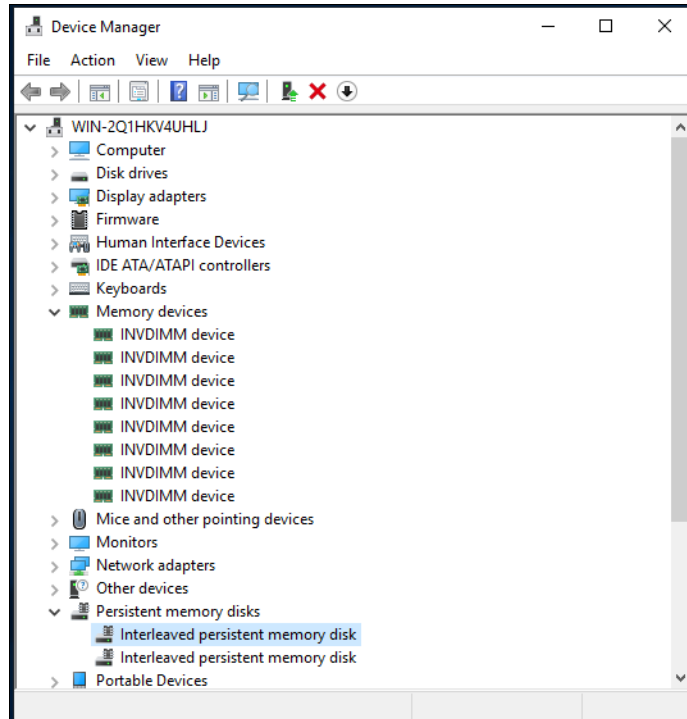 Device Manager
File Action View Help
WIN-2Q1HKV4UHLJ
Computer
Disk drives
Display adapters
Firmware
Human Interface Devices
IDE ATA/ATAPI controllers
Keyboards
Memory devices
INVDIMM device
INVDIMM device
INVDIMM device
INVDIMM device
INVDIMM device
INVDIMM device
INVDIMM device
INVDIMM device
Mice and other pointing devices
Monitors
Network adapters
Other devices
Persistent memory disks
Interleaved persistent memory disk
Interleaved persistent memory disk
Portable Devices